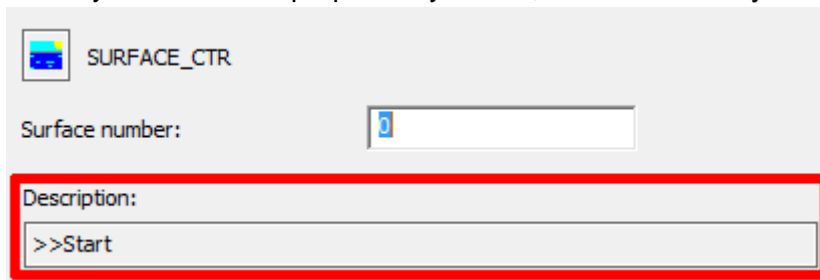 SURFACE_CTR
Surface number:
0
Description:
>>Start